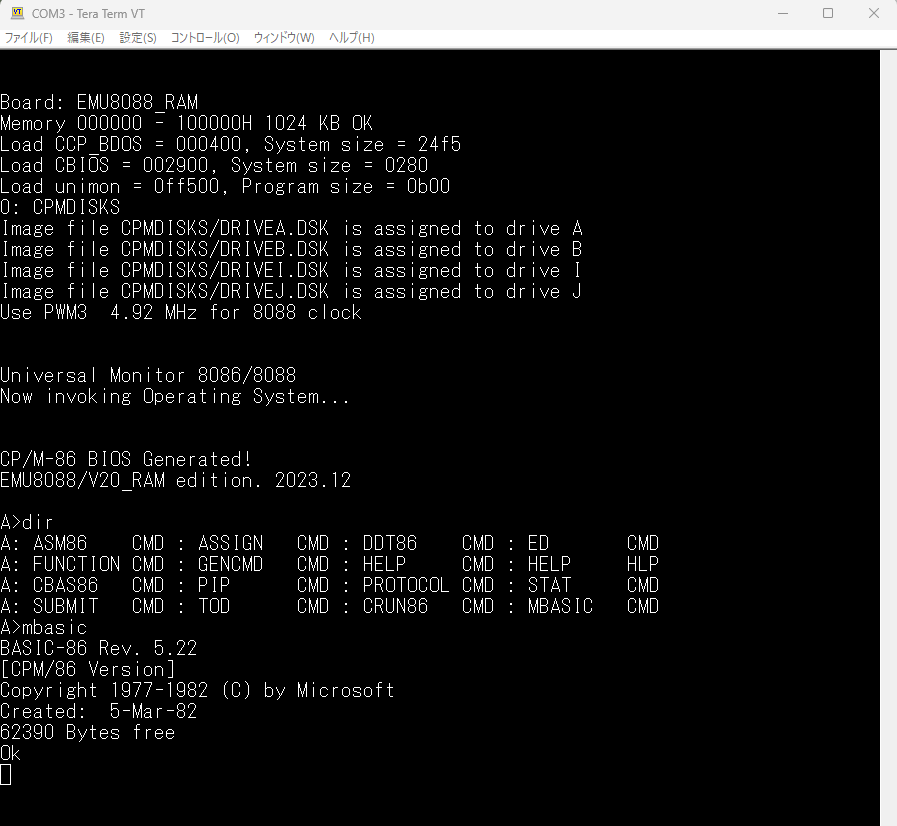 COM3 - Tera Term VT
ファイル(F) 編集(E) 設定(S) コントロール(O) ウィンドウ(W) ヘルプ(H)
Board: EMU8088_RAM
Memory 000000 - 100000H 1024 KB OK
Load CCP_BDOS = 000400, System size = 24f5
Load CBIOS = 002900, System size = 0280
Load unimon = 0ff500, Program size = 0b00
0: CPMDISKS
Image file CPMDISKS/DRIVEA.DSK is assigned to drive A
Image file CPMDISKS/DRIVEB.DSK is assigned to drive B
Image file CPMDISKS/DRIVEI.DSK is assigned to drive I
Image file CPMDISKS/DRIVEJ.DSK is assigned to drive J
Use PWM3  4.92 MHz for 8088 clock
Universal Monitor 8086/8088
Now invoking Operating System...
CP/M-86 BIOS Generated!
EMU8088/V20_RAM edition. 2023.12
A>dir
A: ASM86    CMD : ASSIGN   CMD : DDT86    CMD : ED       CMD
A: FUNCTION CMD : GENCMD   CMD : HELP     CMD : HELP     HLP
A: CBAS86   CMD : PIP      CMD : PROTOCOL CMD : STAT     CMD
A: SUBMIT   CMD : TOD      CMD : CRUN86   CMD : MBASIC   CMD
A>mbasic
BASIC-86 Rev. 5.22
[CPM/86 Version]
Copyright 1977-1982 (C) by Microsoft
Created:  5-Mar-82
62390 Bytes free
Ok